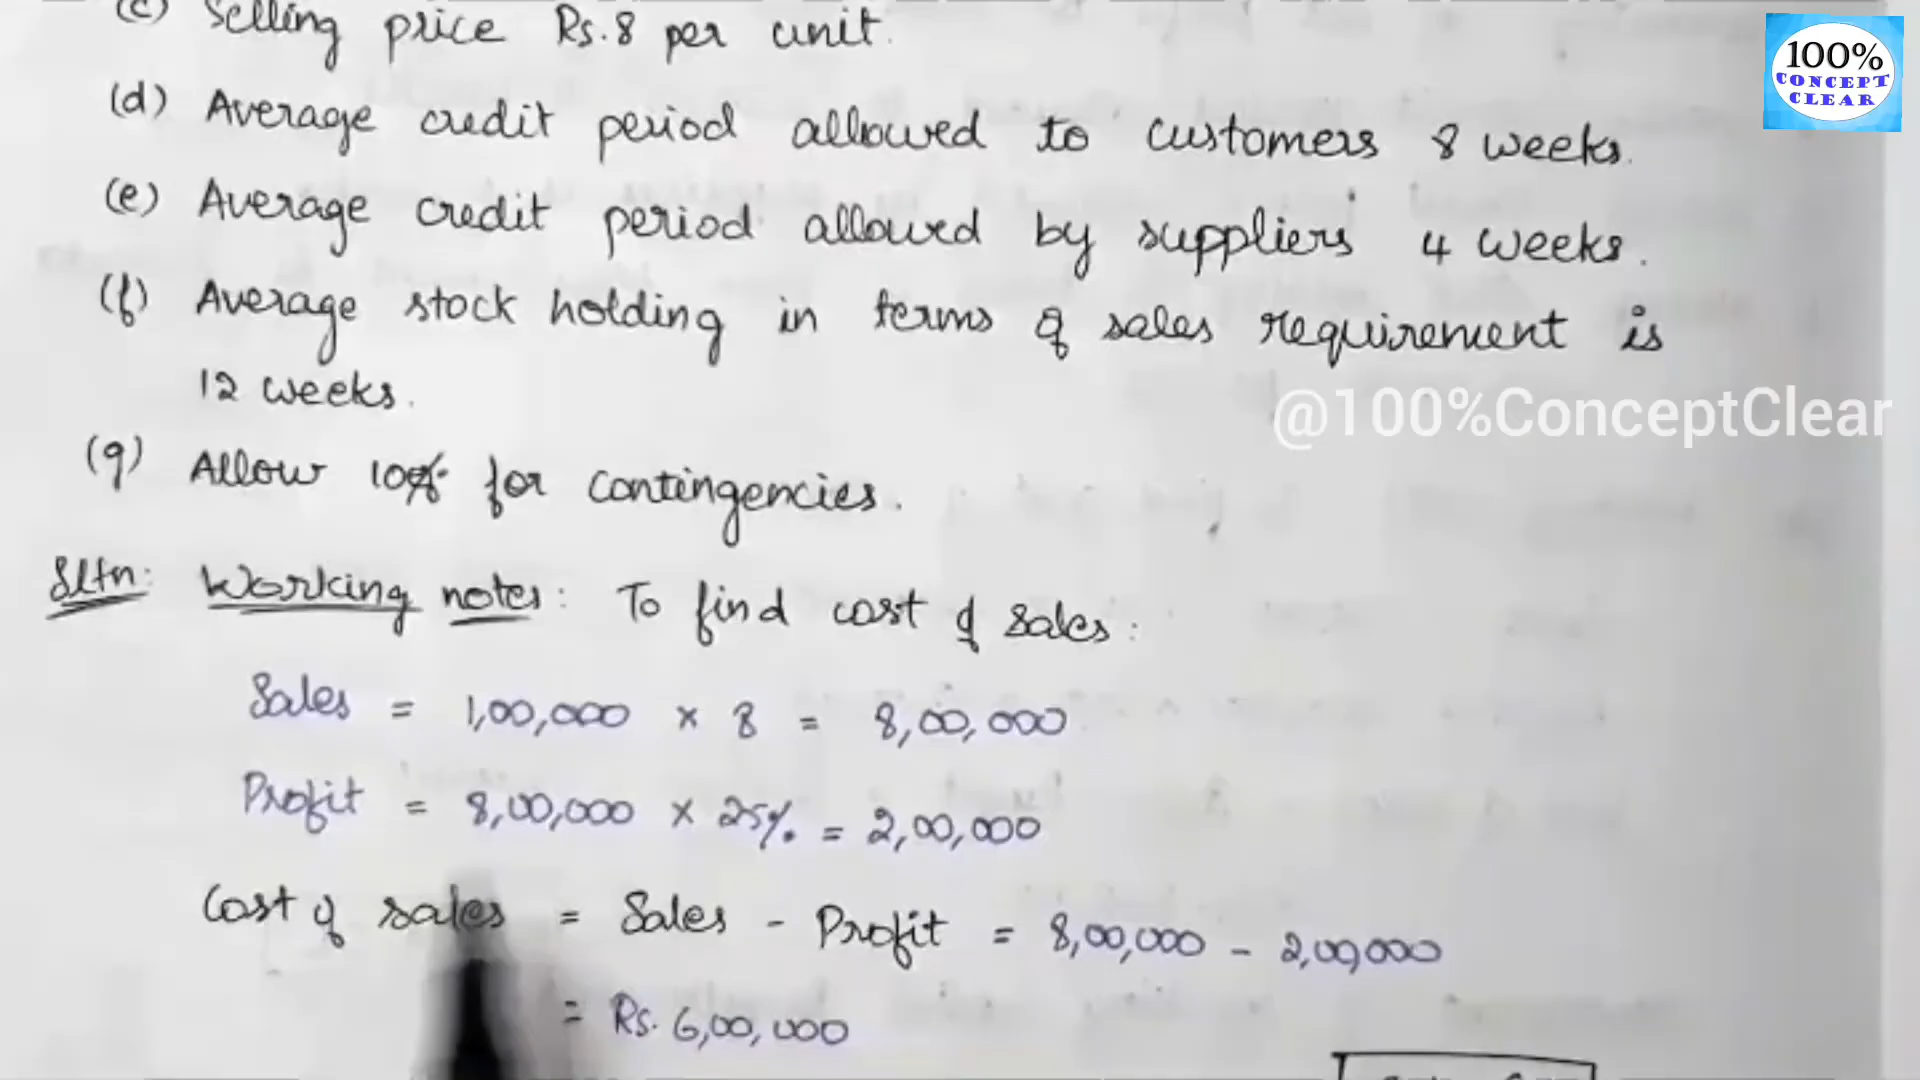 (c) Selling price Rs.8 per unit.
100%
CONCEPT
CLEAR
(d) Average credit period allowed to customers 8 weeks.
(e) Average credit period allowed by suppliers 4 weeks.
(f) Average stock holding in terms of sales requirement is
12 weeks.
@100%ConceptClear
(g) Allow 10% for contingencies.
Sltn: Working notes: To find cost of sales:
Sales = 1,00,000 × 8 = 8,00,000
Profit = 8,00,000 × 25% = 2,00,000
Cost of sales = Sales - Profit = 8,00,000 - 2,00,000
= Rs. 6,00,000